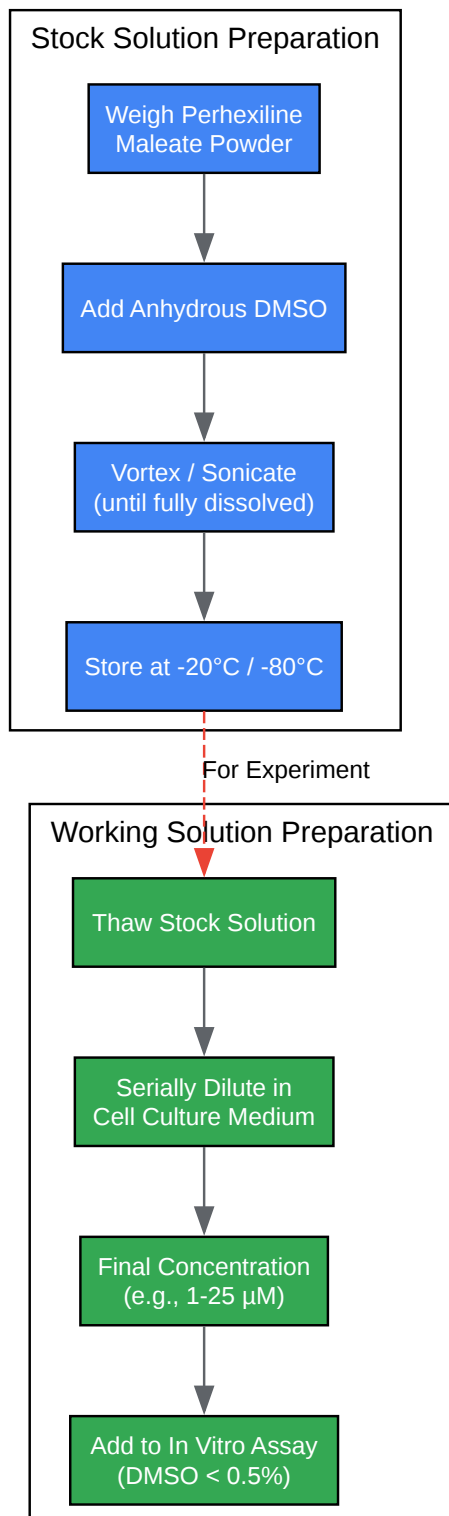 Stock Solution Preparation
Weigh Perhexiline
Maleate Powder
Add Anhydrous DMSO
Vortex / Sonicate
(until fully dissolved)
Store at -20°C / -80°C
For Experiment
Working Solution Preparation
Thaw Stock Solution
Serially Dilute in
Cell Culture Medium
Final Concentration
(e.g., 1-25 µM)
Add to In Vitro Assay
(DMSO < 0.5%)